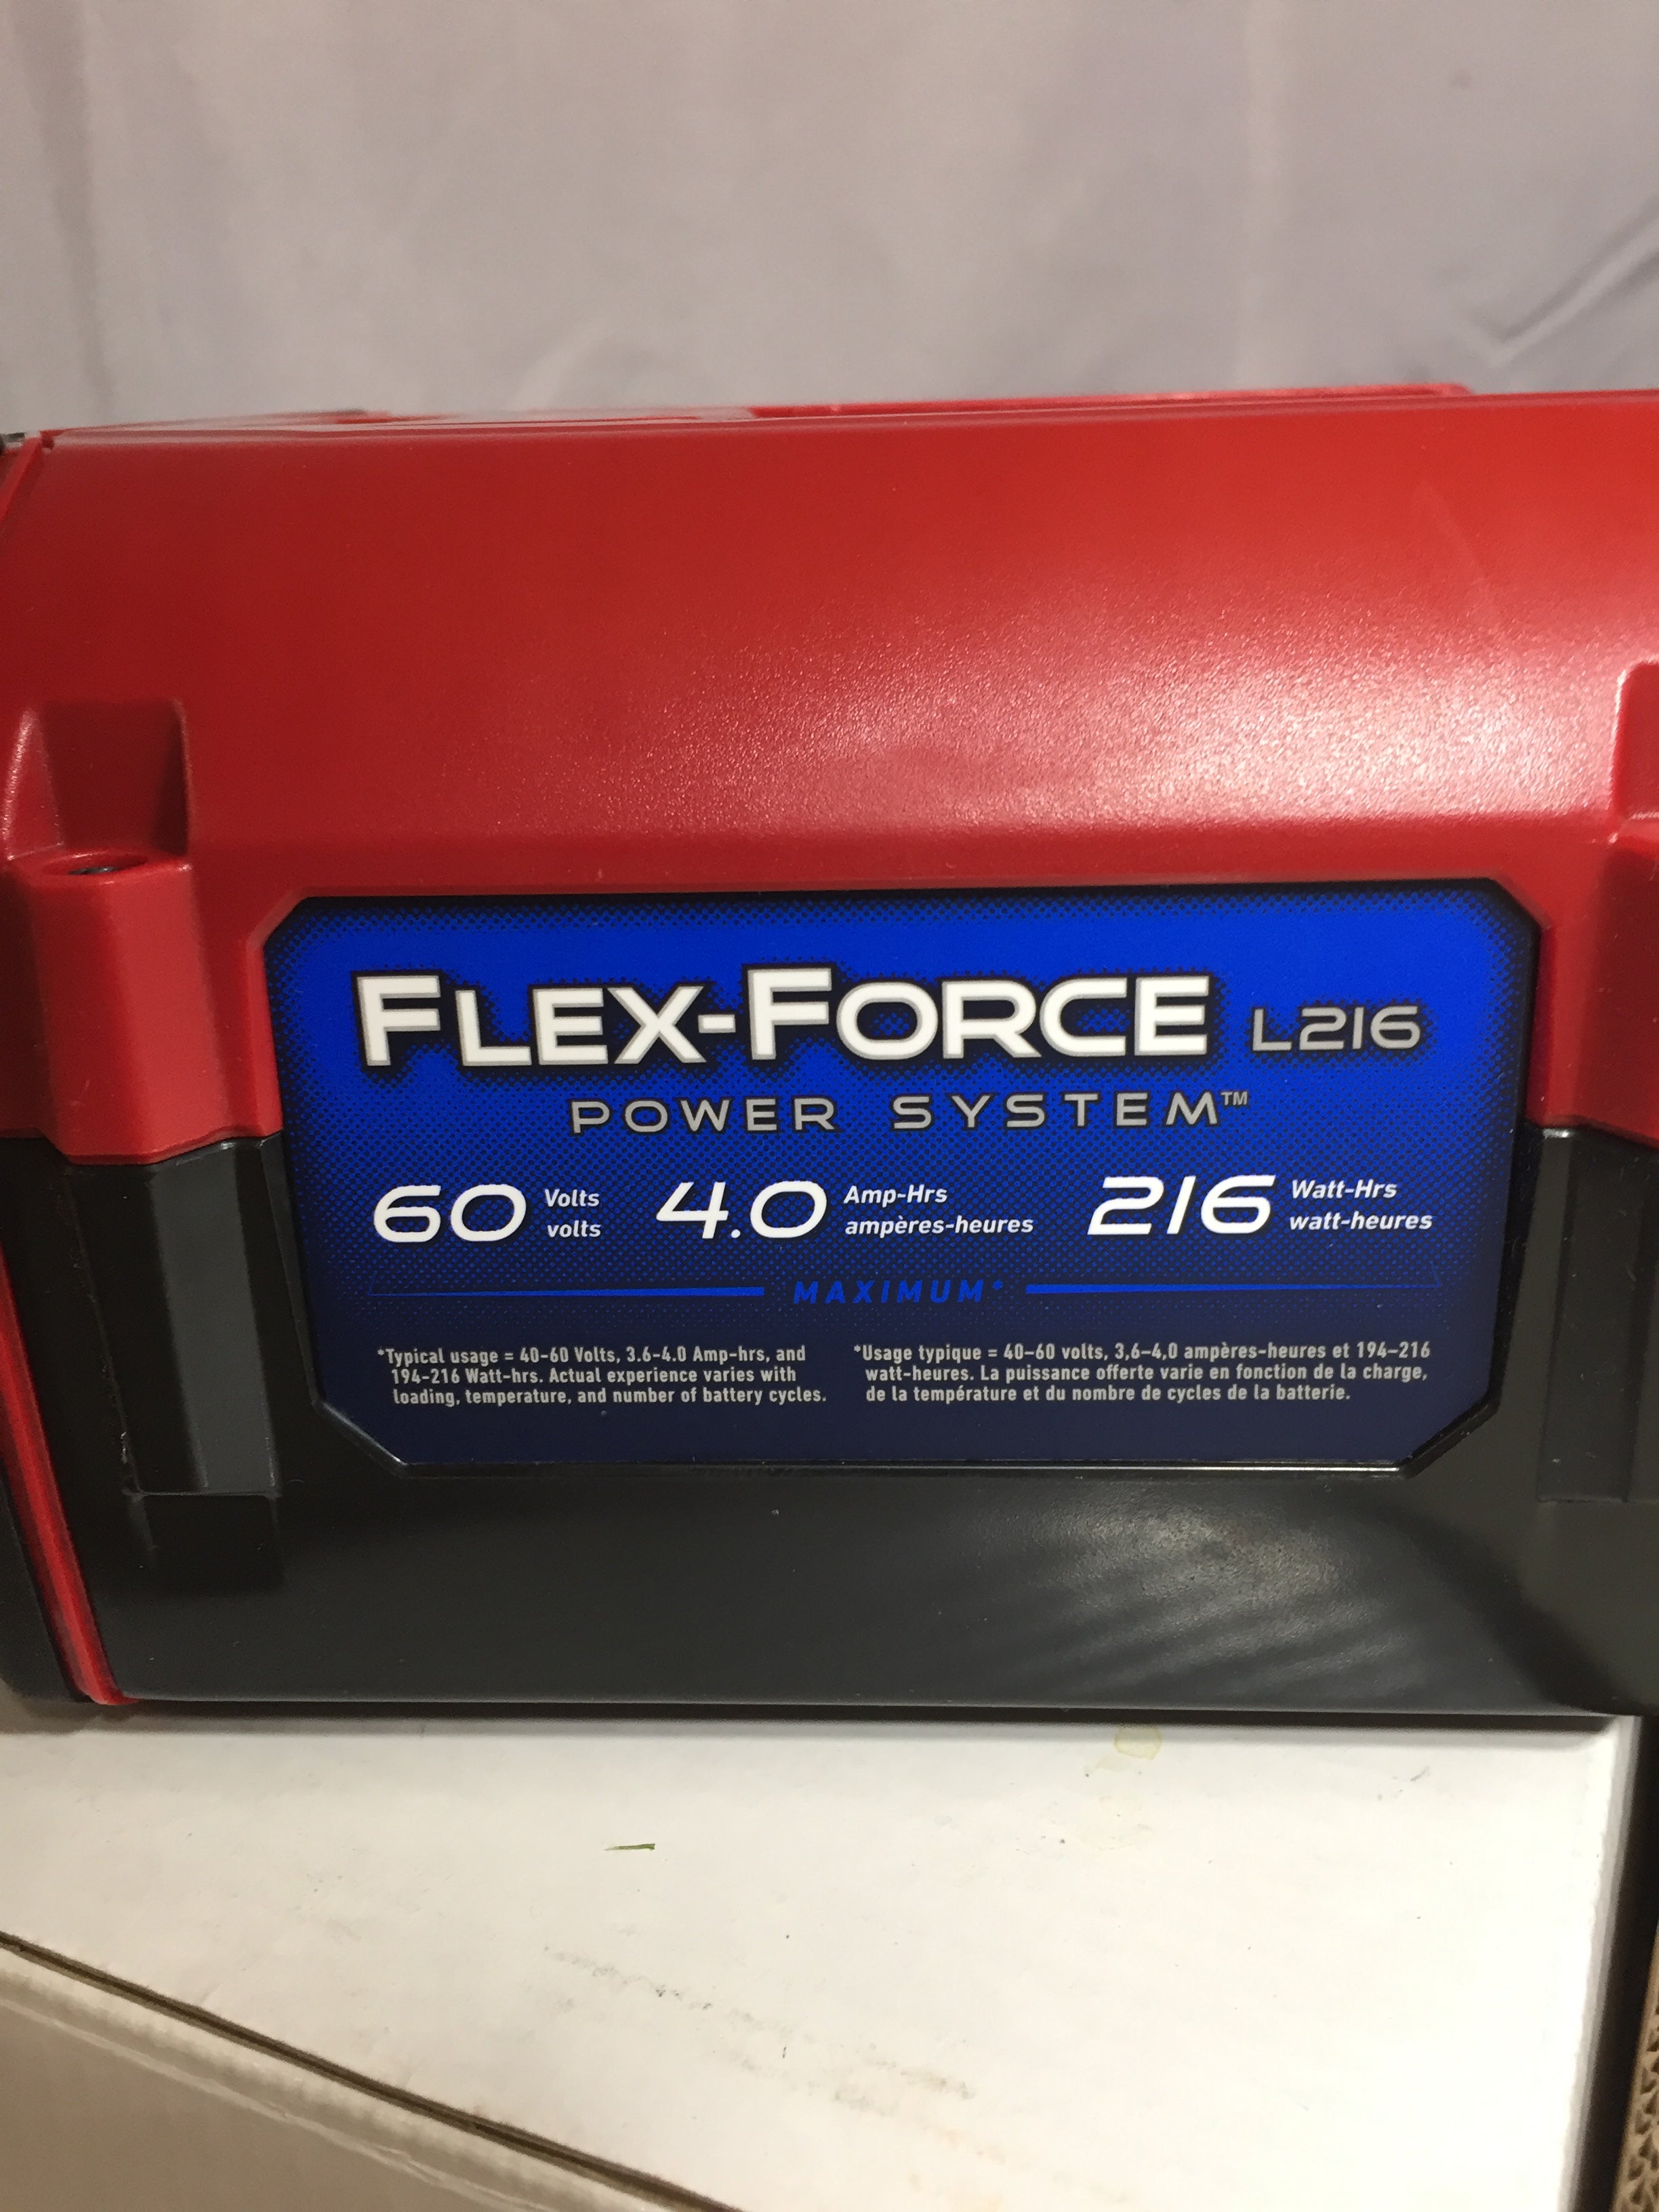 FLEX-FORCE L216
POWER SYSTEM™
60 Volts volts 4.0 Amp-Hrs ampères-heures 216 Watt-Hrs watt-heures
MAXIMUM*
*Typical usage = 40-60 Volts, 3.6-4.0 Amp-hrs, and
194-216 Watt-hrs. Actual experience varies with
loading, temperature, and number of battery cycles.
*Usage typique = 40-60 volts, 3,6-4,0 ampères-heures et 194-216
watt-heures. La puissance offerte varie en fonction de la charge,
de la température et du nombre de cycles de la batterie.